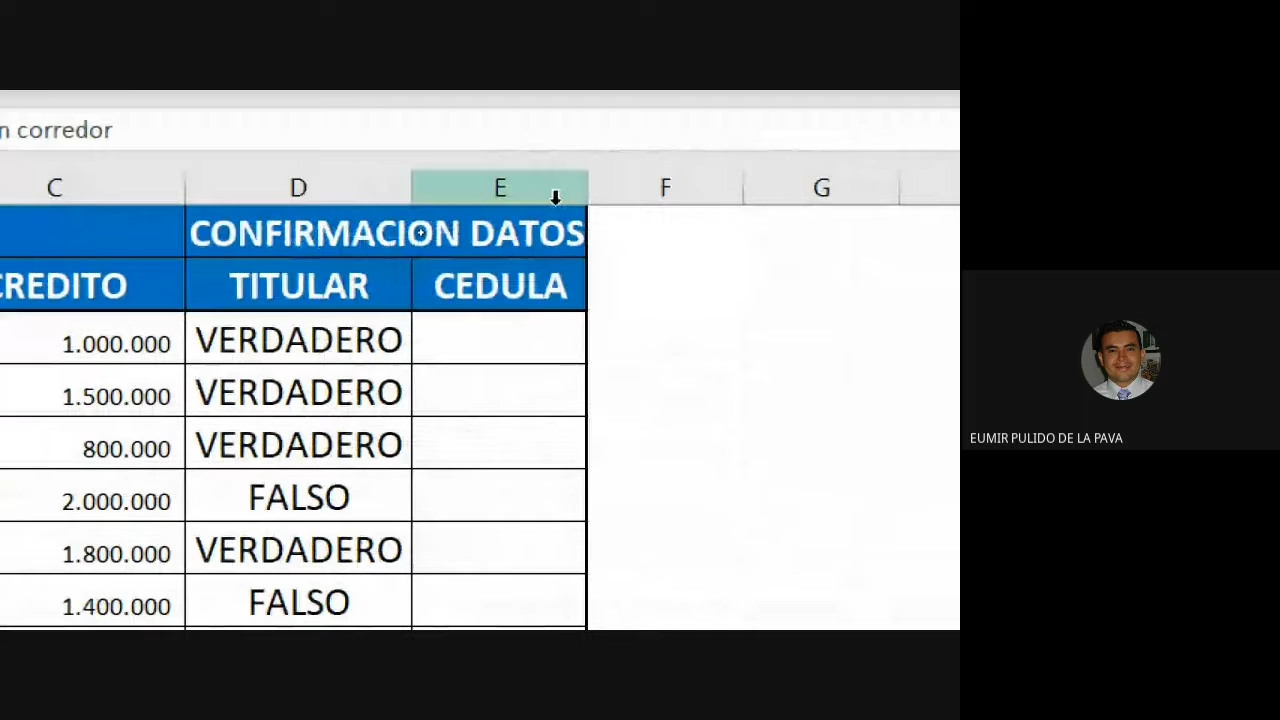 n corredor
C D E F G
CONFIRMACION DATOS
CREDITO TITULAR CEDULA
1.000.000 VERDADERO
1.500.000 VERDADERO
800.000 VERDADERO
2.000.000 FALSO
1.800.000 VERDADERO
1.400.000 FALSO
EUMIR PULIDO DE LA PAVA